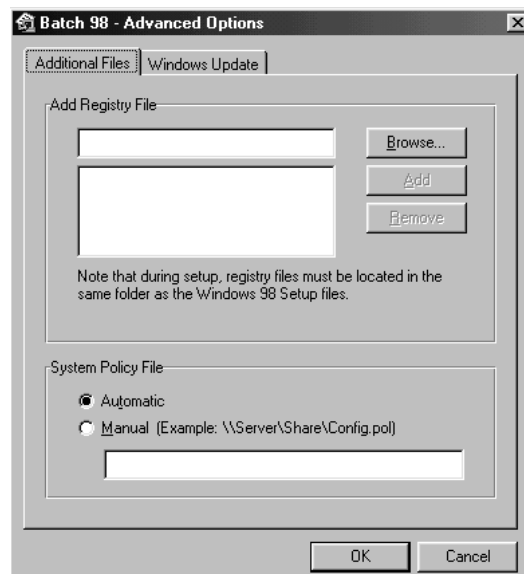 Batch 98 - Advanced Options
Additional Files
Windows Update
Add Registry File
Browse...
Add
Remove
Note that during setup, registry files must be located in the
same folder as the Windows 98 Setup files.
System Policy File
Automatic
Manual (Example: \\Server\Share\Config.pol)
OK
Cancel